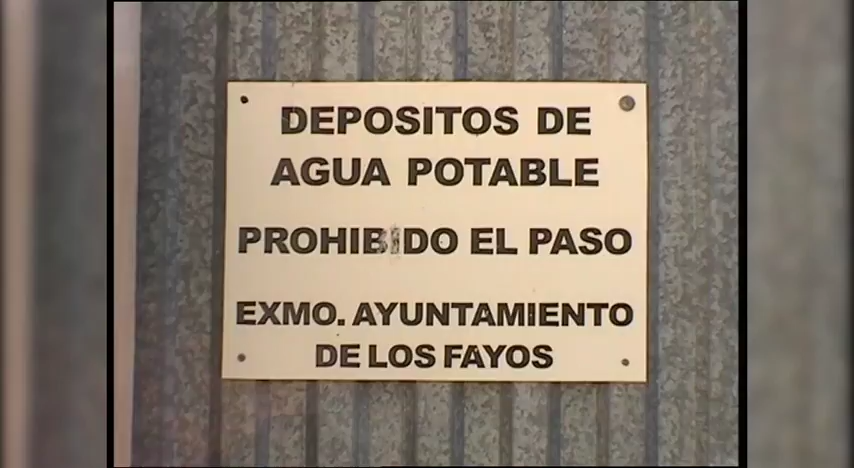 DEPOSITOS DE
AGUA POTABLE
PROHIBIDO EL PASO
EXMO. AYUNTAMIENTO
DE LOS FAYOS